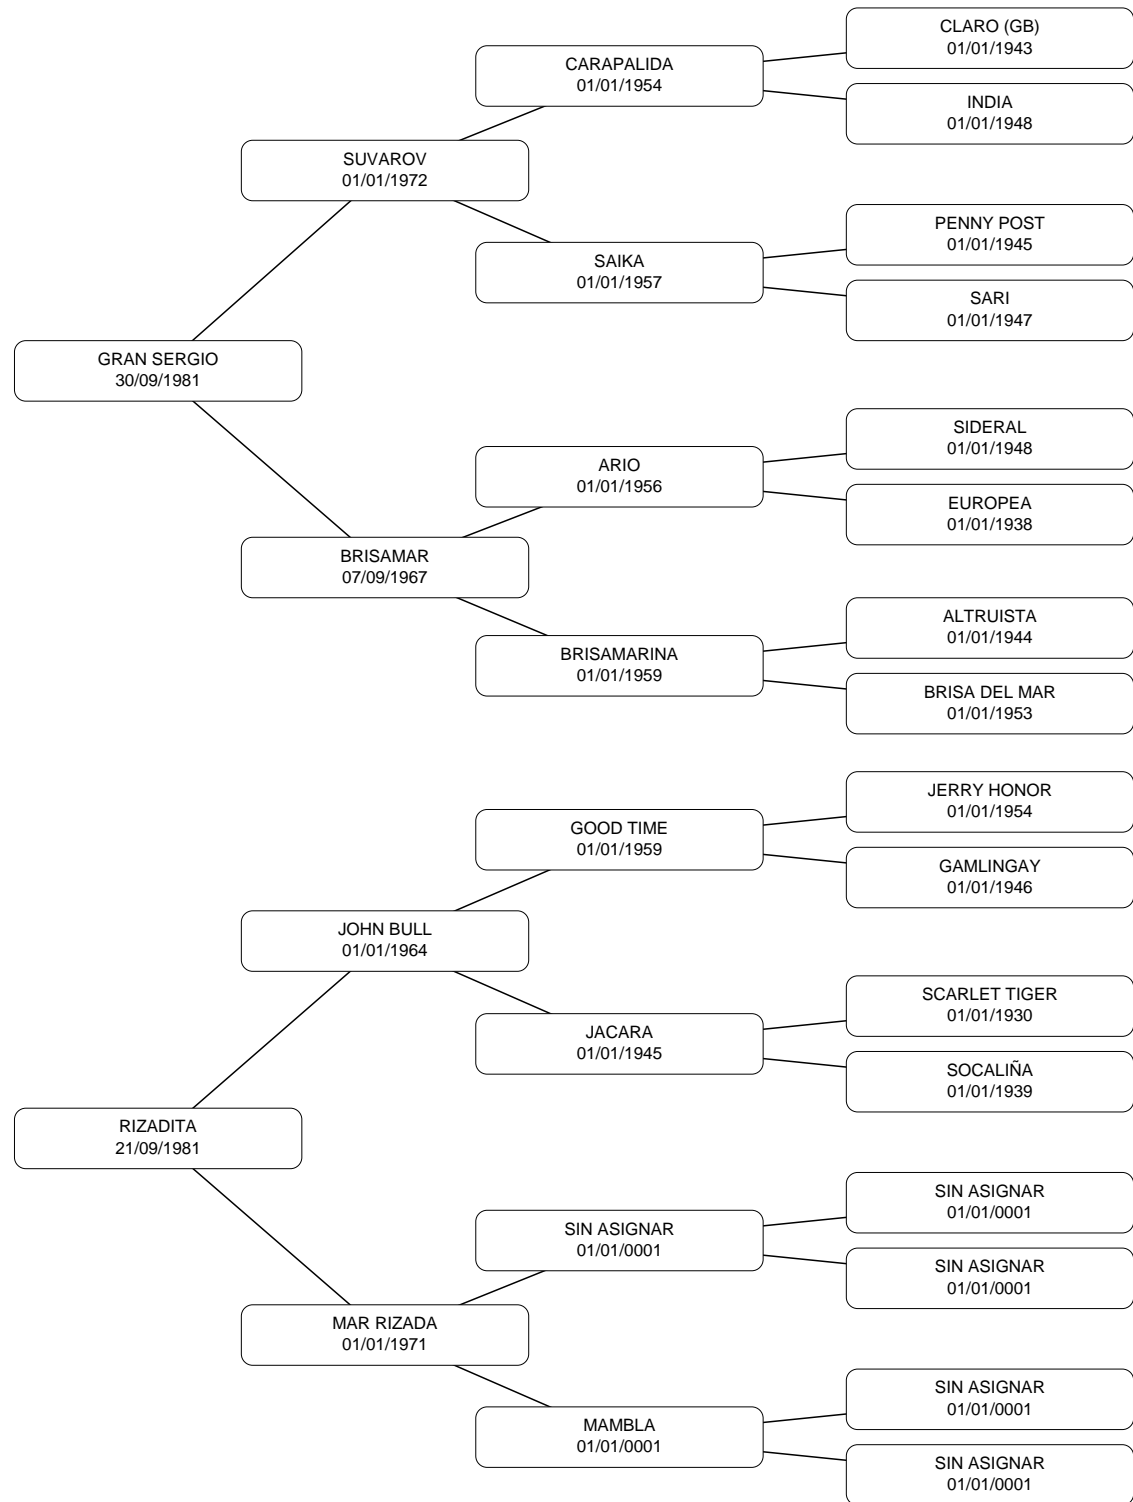 CLARO (GB)
01/01/1943
CARAPALIDA
01/01/1954
INDIA
01/01/1948
SUVAROV
01/01/1972
PENNY POST
01/01/1945
SAIKA
01/01/1957
SARI
01/01/1947
GRAN SERGIO
30/09/1981
SIDERAL
01/01/1948
ARIO
01/01/1956
EUROPEA
01/01/1938
BRISAMAR
07/09/1967
ALTRUISTA
01/01/1944
BRISAMARINA
01/01/1959
BRISA DEL MAR
01/01/1953
JERRY HONOR
01/01/1954
GOOD TIME
01/01/1959
GAMLINGAY
01/01/1946
JOHN BULL
01/01/1964
SCARLET TIGER
01/01/1930
JACARA
01/01/1945
SOCALIÑA
01/01/1939
RIZADITA
21/09/1981
SIN ASIGNAR
01/01/0001
SIN ASIGNAR
01/01/0001
SIN ASIGNAR
01/01/0001
MAR RIZADA
01/01/1971
SIN ASIGNAR
01/01/0001
MAMBLA
01/01/0001
SIN ASIGNAR
01/01/0001